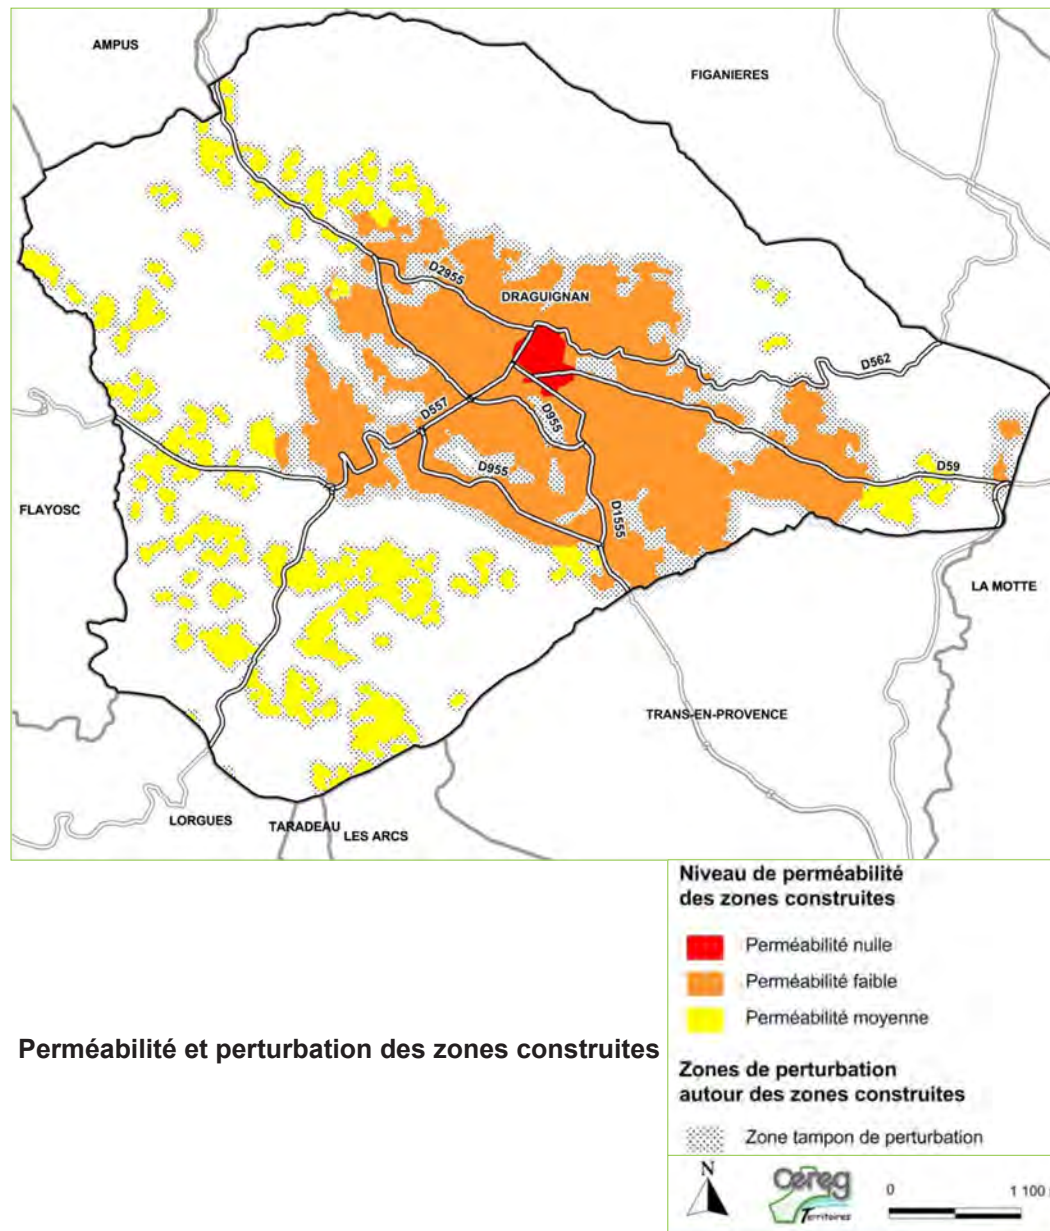 AMPUS
FIGANIERES
D2955
DRAGUIGNAN
D562
D557
D955
D955
D59
D1555
FLAYOSC
LA MOTTE
TRANS-EN-PROVENCE
LORGUES
TARADEAU
LES ARCS
Niveau de perméabilité
des zones construites
Perméabilité nulle
Perméabilité faible
Perméabilité moyenne
Perméabilité et perturbation des zones construites
Zones de perturbation
autour des zones construites
Zone tampon de perturbation
N
Cereg
Territoires
0
1 100